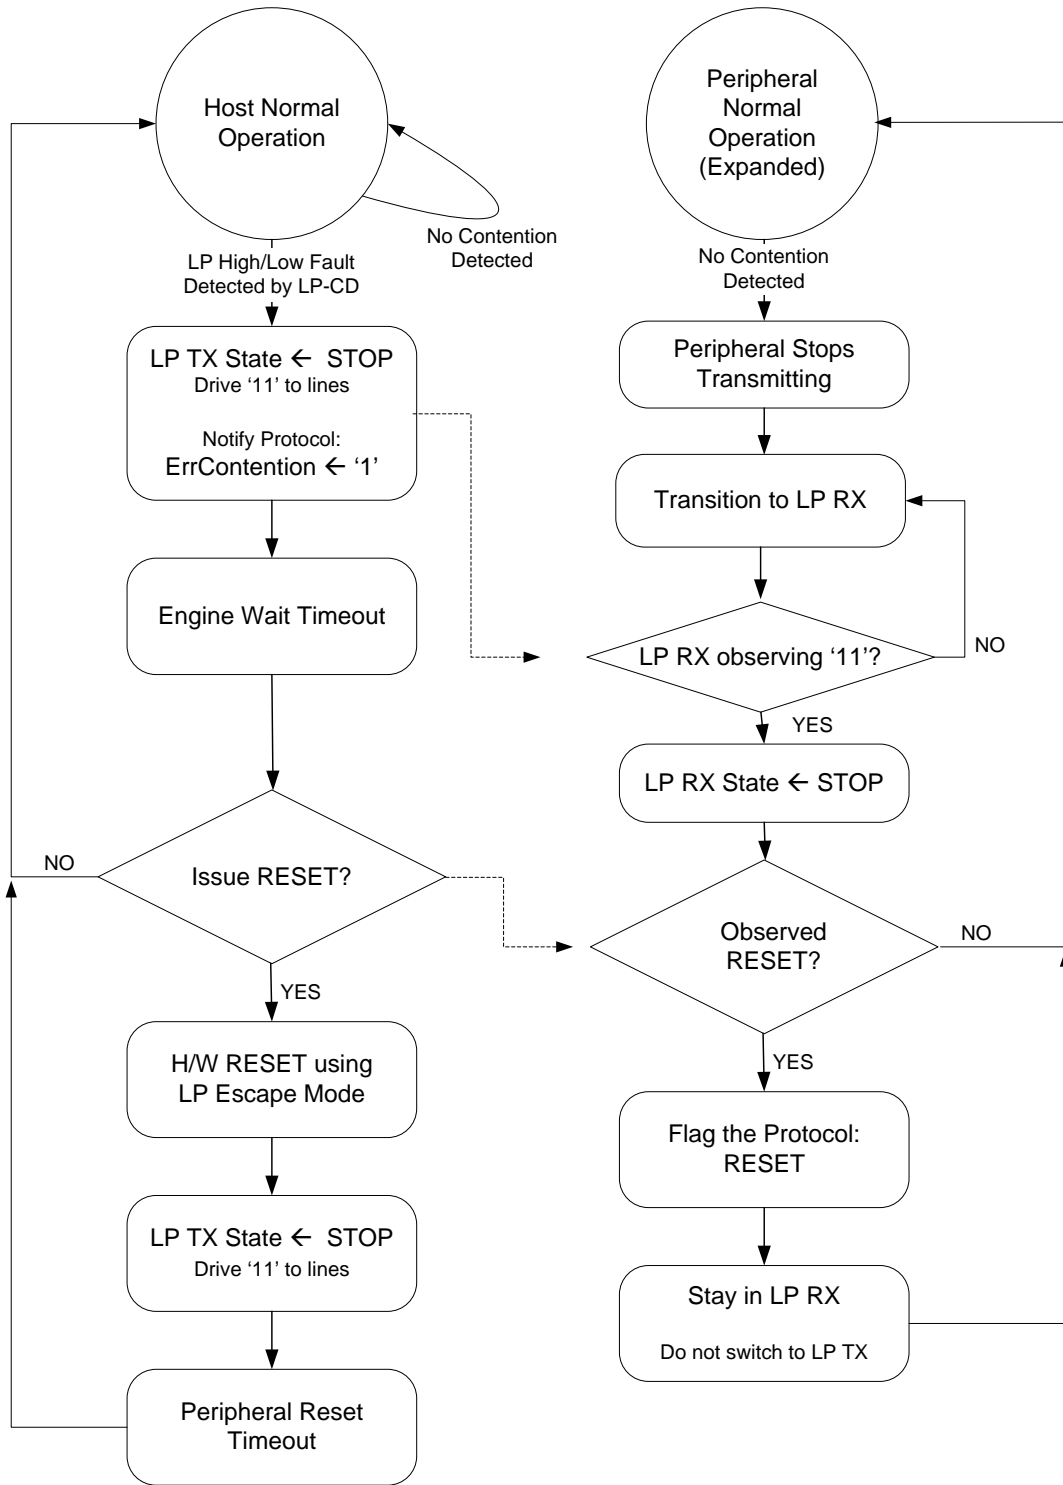 Host Normal
Operation
No Contention
Detected
LP High/Low Fault
Detected by LP-CD
LP TX State ← STOP
Drive ‘11’ to lines
Notify Protocol:
ErrContention ← ‘1’
Engine Wait Timeout
Issue RESET?
NO
YES
H/W RESET using
LP Escape Mode
LP TX State ← STOP
Drive ‘11’ to lines
Peripheral Reset
Timeout
Peripheral
Normal
Operation
(Expanded)
No Contention
Detected
Peripheral Stops
Transmitting
Transition to LP RX
LP RX observing ‘11’?
NO
YES
LP RX State ← STOP
Observed
RESET?
NO
YES
Flag the Protocol:
RESET
Stay in LP RX
Do not switch to LP TX